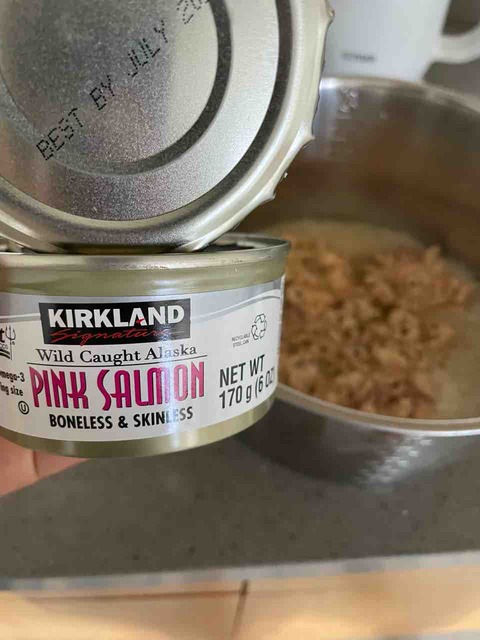 BEST BY JULY
KIRKLAND
Signature
Wild Caught Alaska
PINK SALMON
BONELESS & SKINLESS
NET WT
170 g (6 OZ
RECYCLABLE
STEEL CAN
mega-3
ng size
U